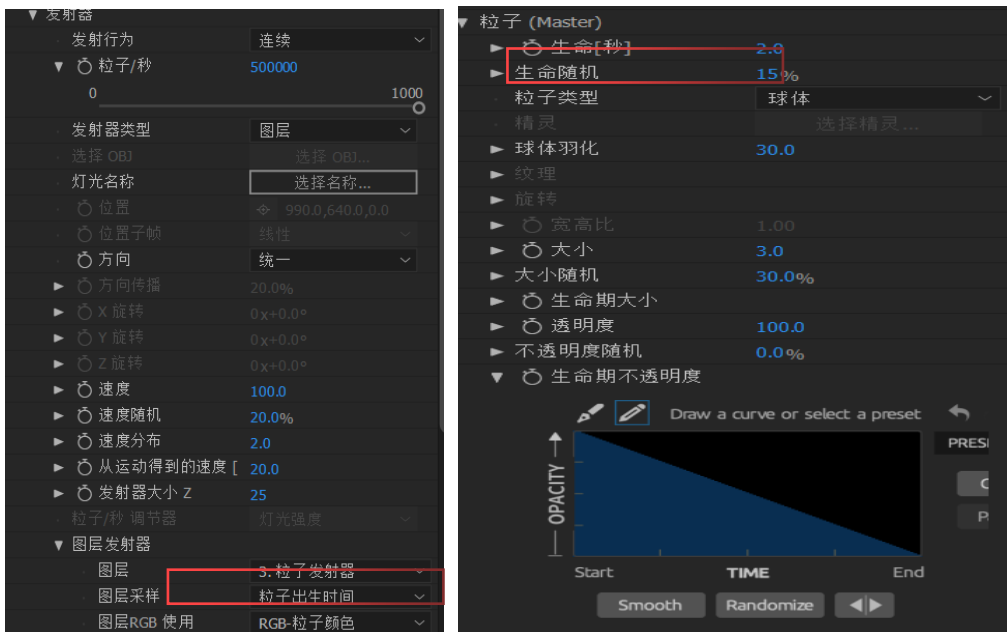 发射器
发射行为 连续
粒子/秒 500000
0 1000
发射器类型 图层
选择 OBJ 选择 OBJ...
灯光名称 选择名称...
位置 990.0,640.0,0.0
位置子帧 线性
方向 统一
方向传播 20.0%
X 旋转 0x+0.0°
Y 旋转 0x+0.0°
Z 旋转 0x+0.0°
速度 100.0
速度随机 20.0%
速度分布 2.0
从运动得到的速度 [ 20.0
发射器大小 Z 25
粒子/秒 调节器 灯光强度
图层发射器
图层 3. 粒子发射器
图层采样 粒子出生时间
图层RGB 使用 RGB-粒子颜色
粒子 (Master)
生命[秒] 2.0
生命随机 15%
粒子类型 球体
精灵 选择精灵...
球体羽化 30.0
纹理
旋转
宽高比 1.00
大小 3.0
大小随机 30.0%
生命期大小
透明度 100.0
不透明度随机 0.0%
生命期不透明度
Draw a curve or select a preset
PRES
OPACITY
C
P
Start TIME End
Smooth Randomize